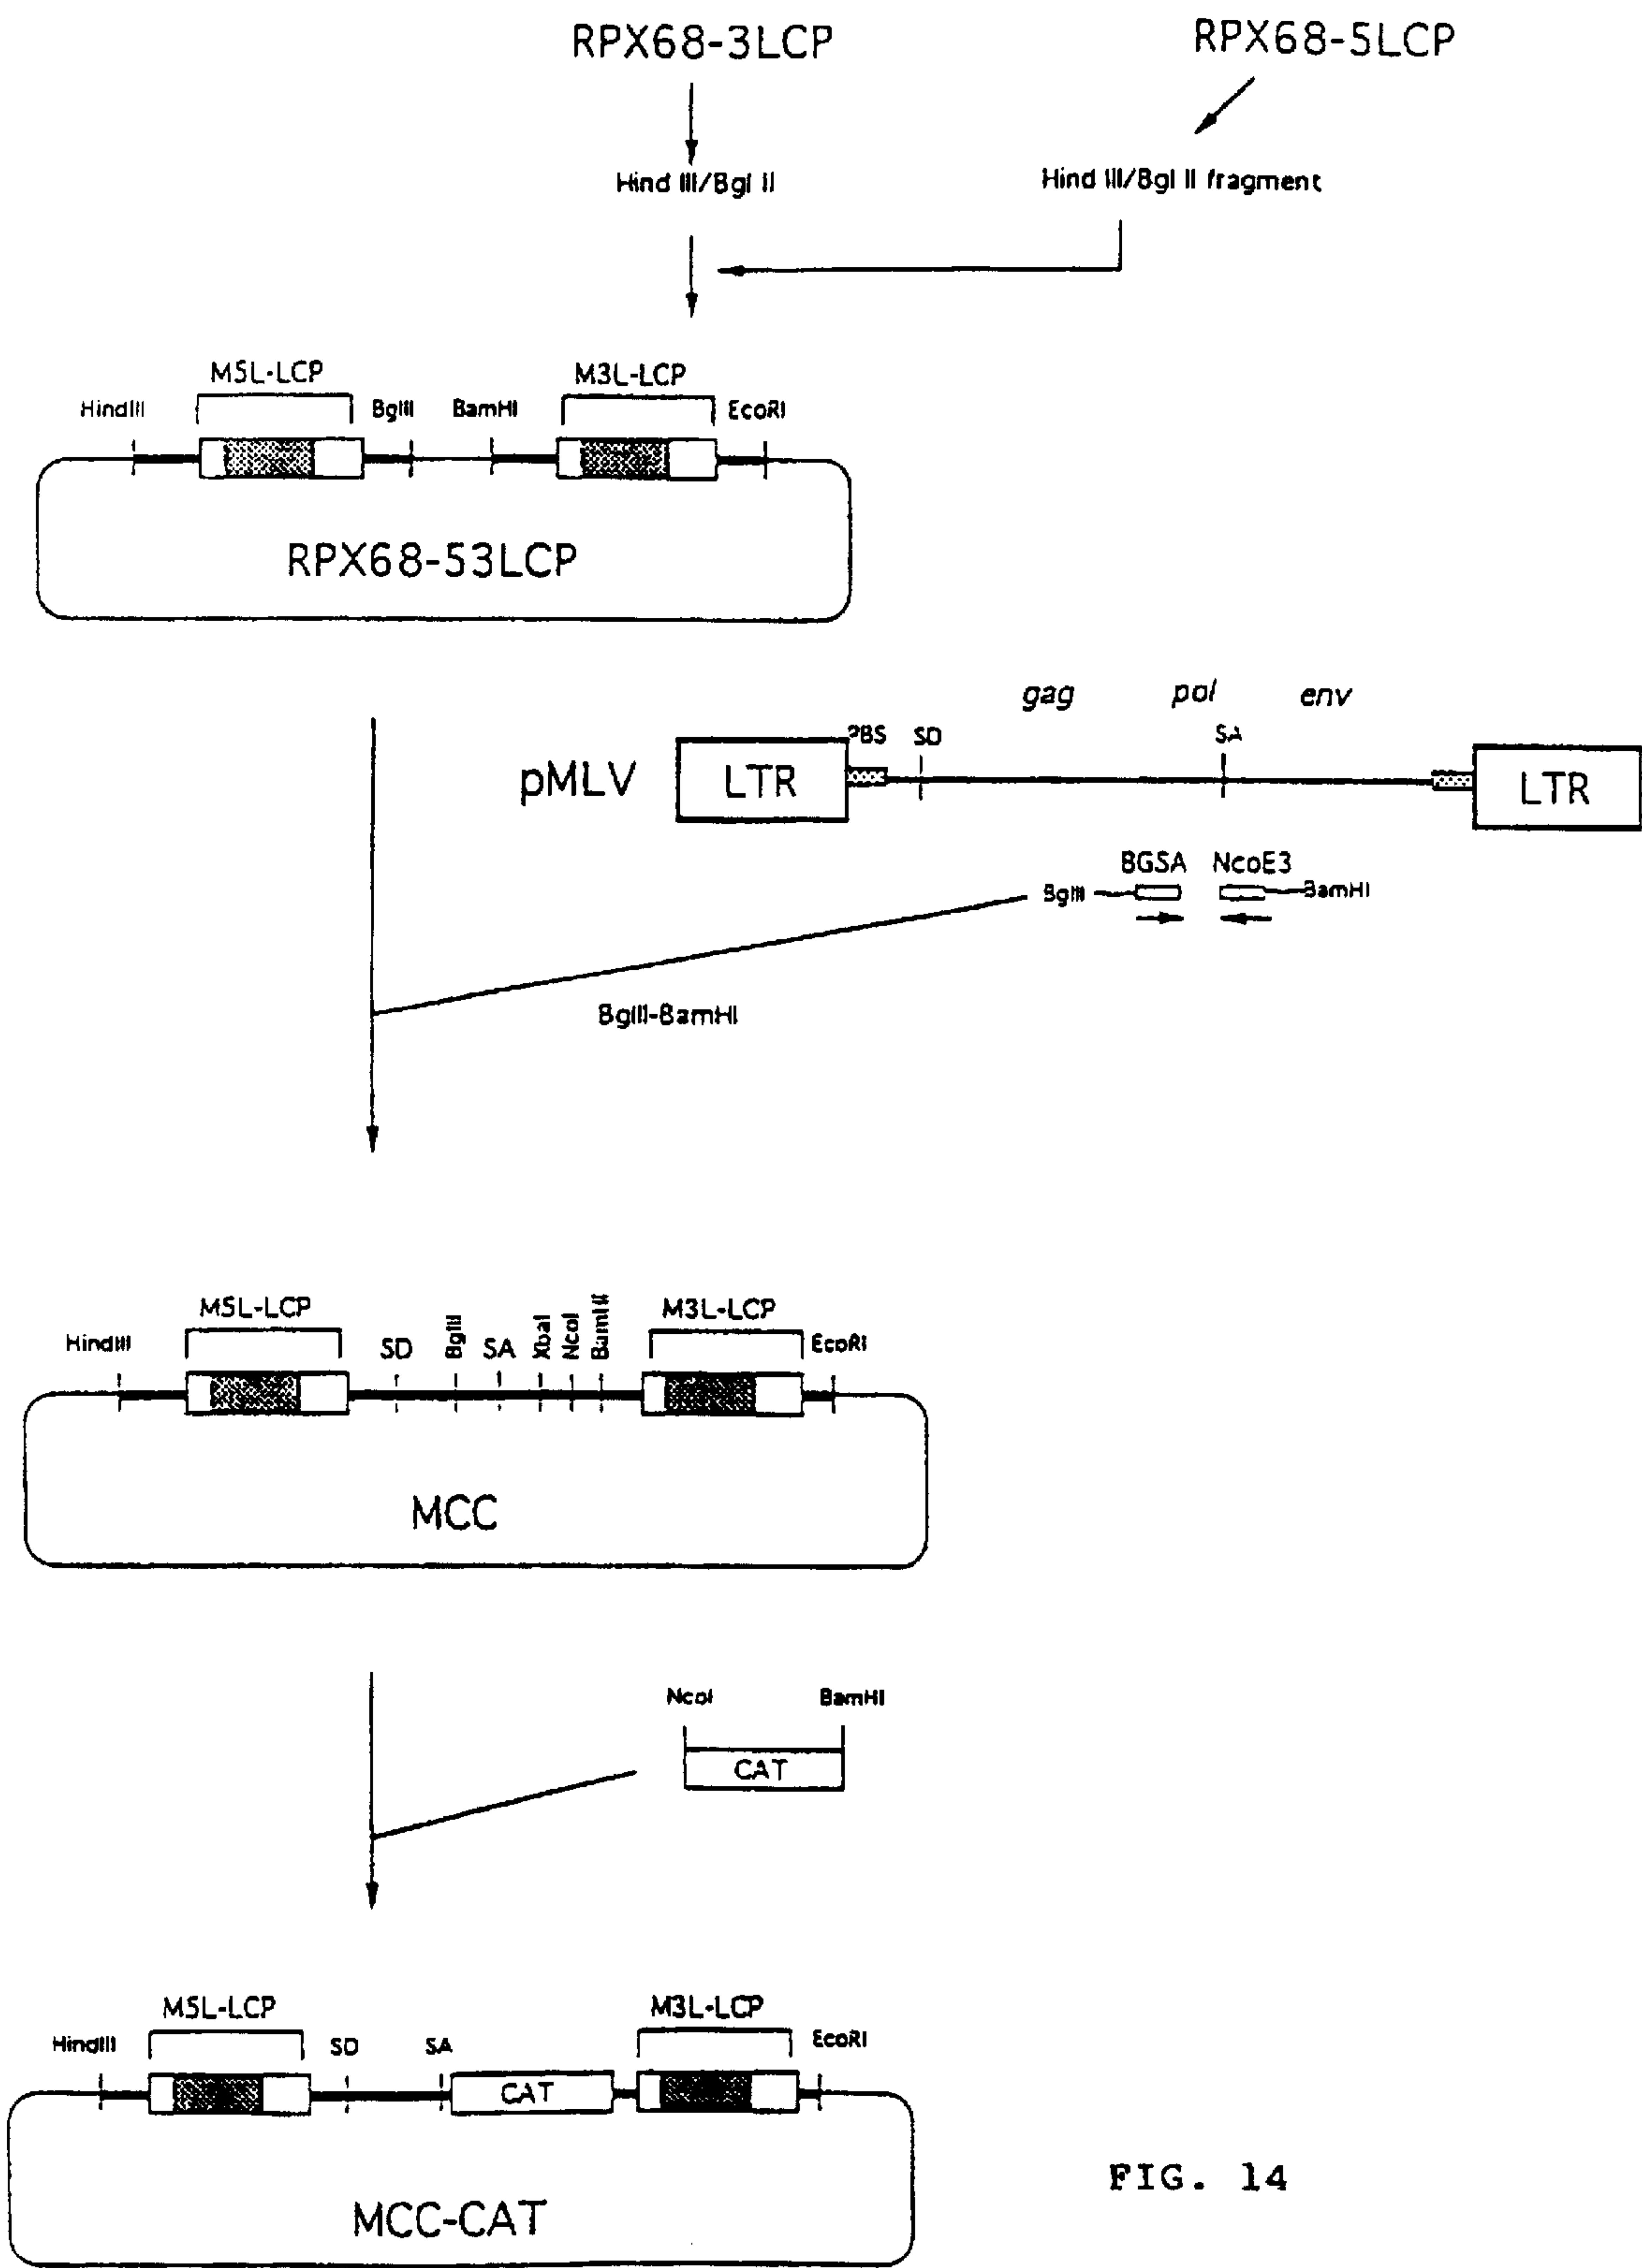 RPX68-3LCP RPX68-5LCP
Hind III/Bgl II Hind III/Bgl II fragment
M5L-LCP M3L-LCP
HindIII BglII BamHI EcoRI
RPX68-53LCP
gag pol env
PBS SD SA
pMLV LTR LTR
BGSA NcoE3
BglII BamHI
BglII-BamHI
M5L-LCP M3L-LCP
HindIII SD BglII SA XbaI NcoI BamHI EcoRI
MCC
NcoI BamHI
CAT
M5L-LCP M3L-LCP
HindIII SD SA EcoRI
CAT
MCC-CAT
FIG. 14